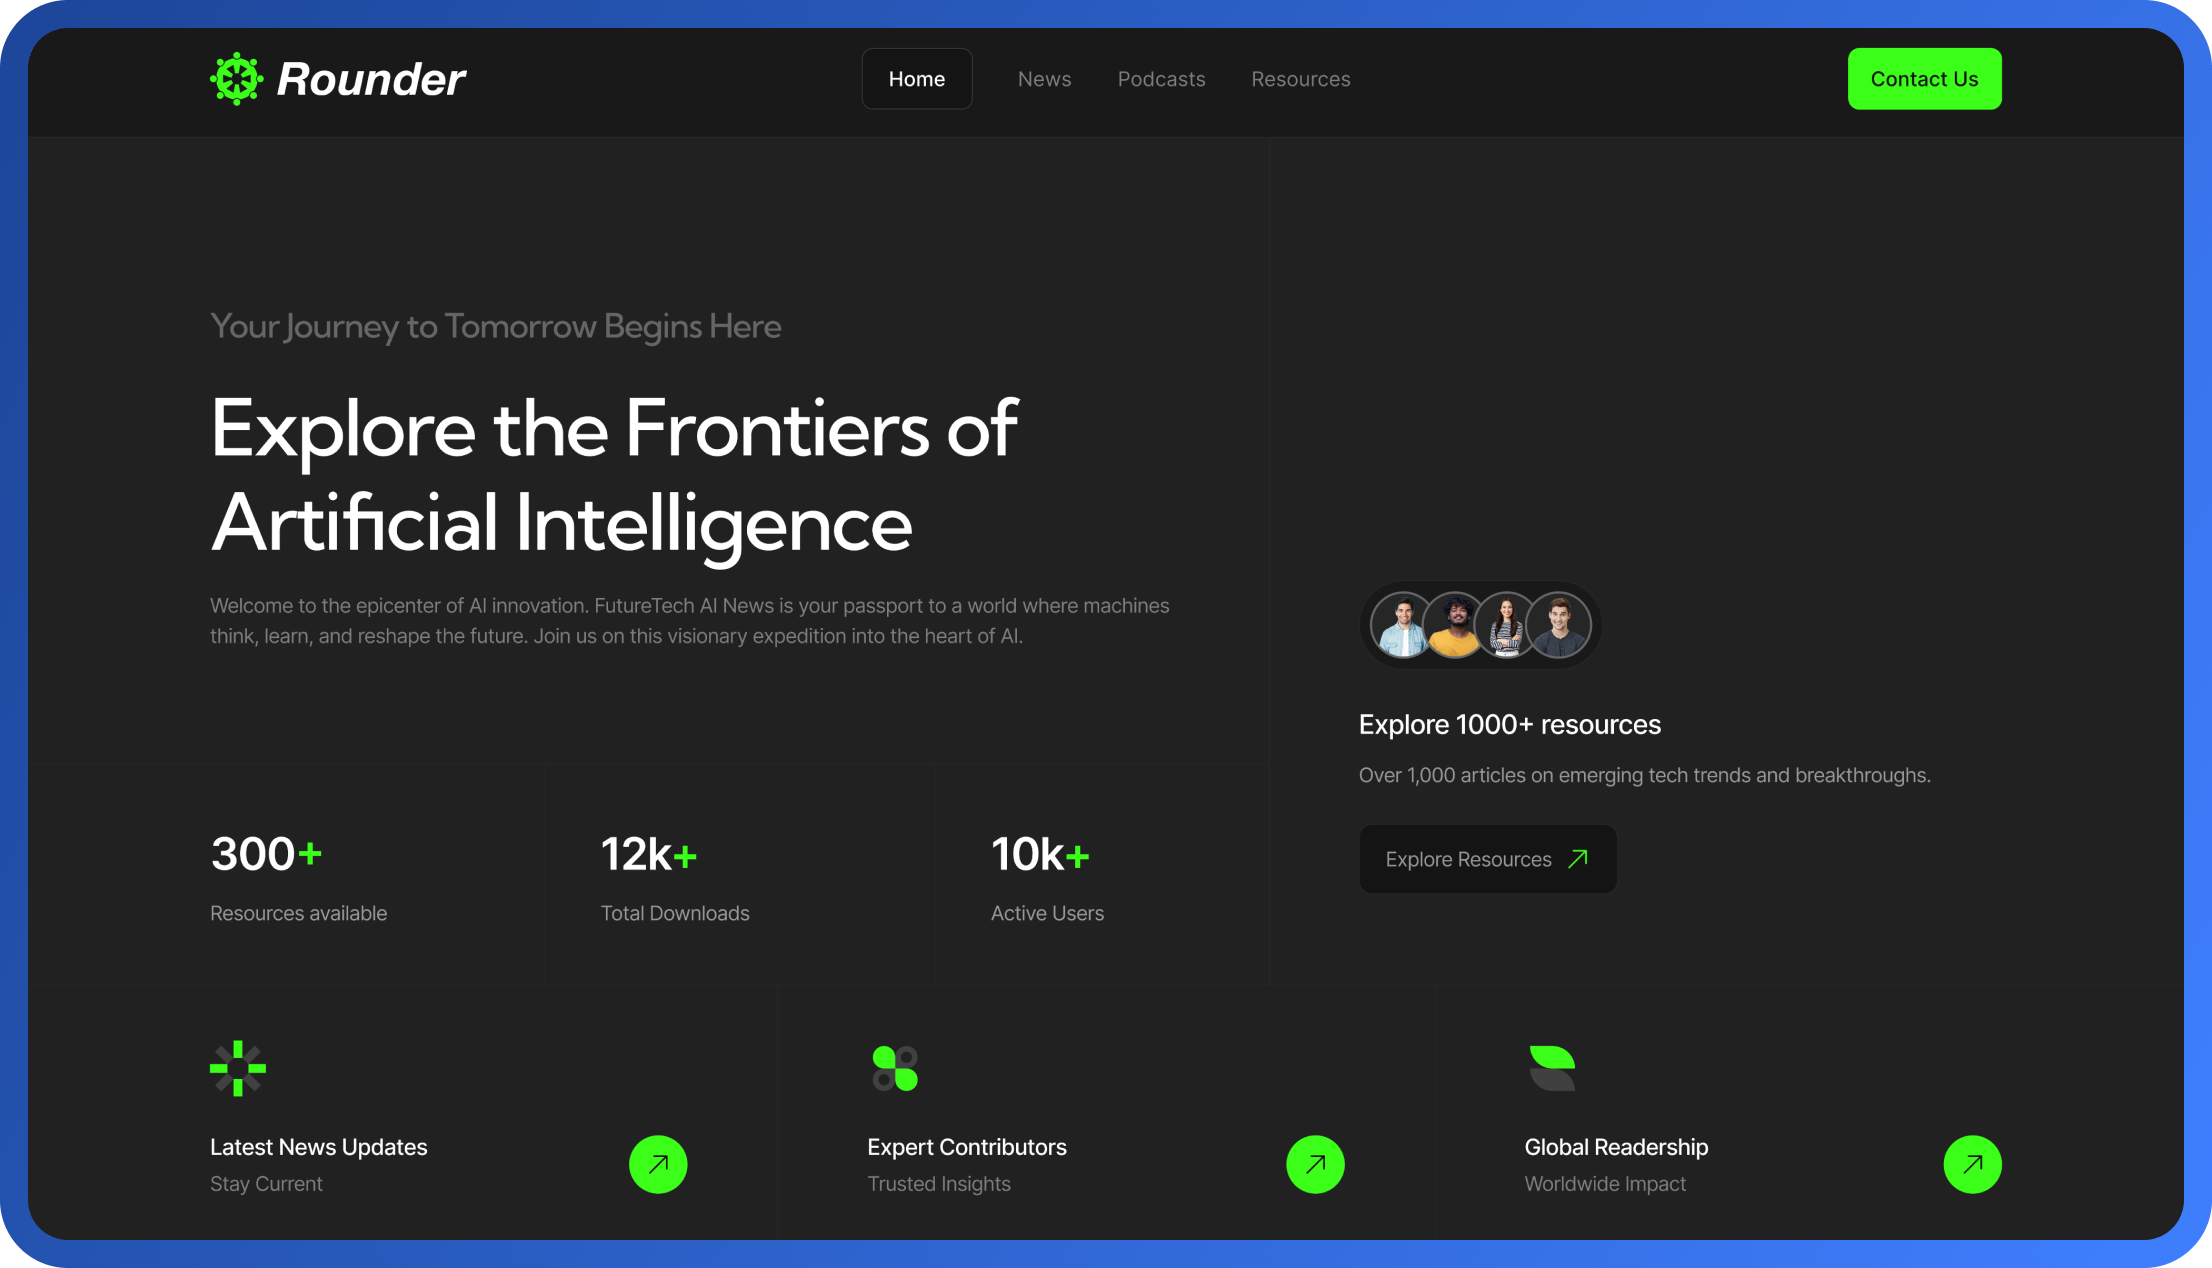 Rounder
Home
News
Podcasts
Resources
Contact Us
Your Journey to Tomorrow Begins Here
Explore the Frontiers of
Artificial Intelligence
Welcome to the epicenter of AI innovation. FutureTech AI News is your passport to a world where machines
think, learn, and reshape the future. Join us on this visionary expedition into the heart of AI.
Explore 1000+ resources
Over 1,000 articles on emerging tech trends and breakthroughs.
Explore Resources
300+
Resources available
12k+
Total Downloads
10k+
Active Users
Latest News Updates
Stay Current
Expert Contributors
Trusted Insights
Global Readership
Worldwide Impact